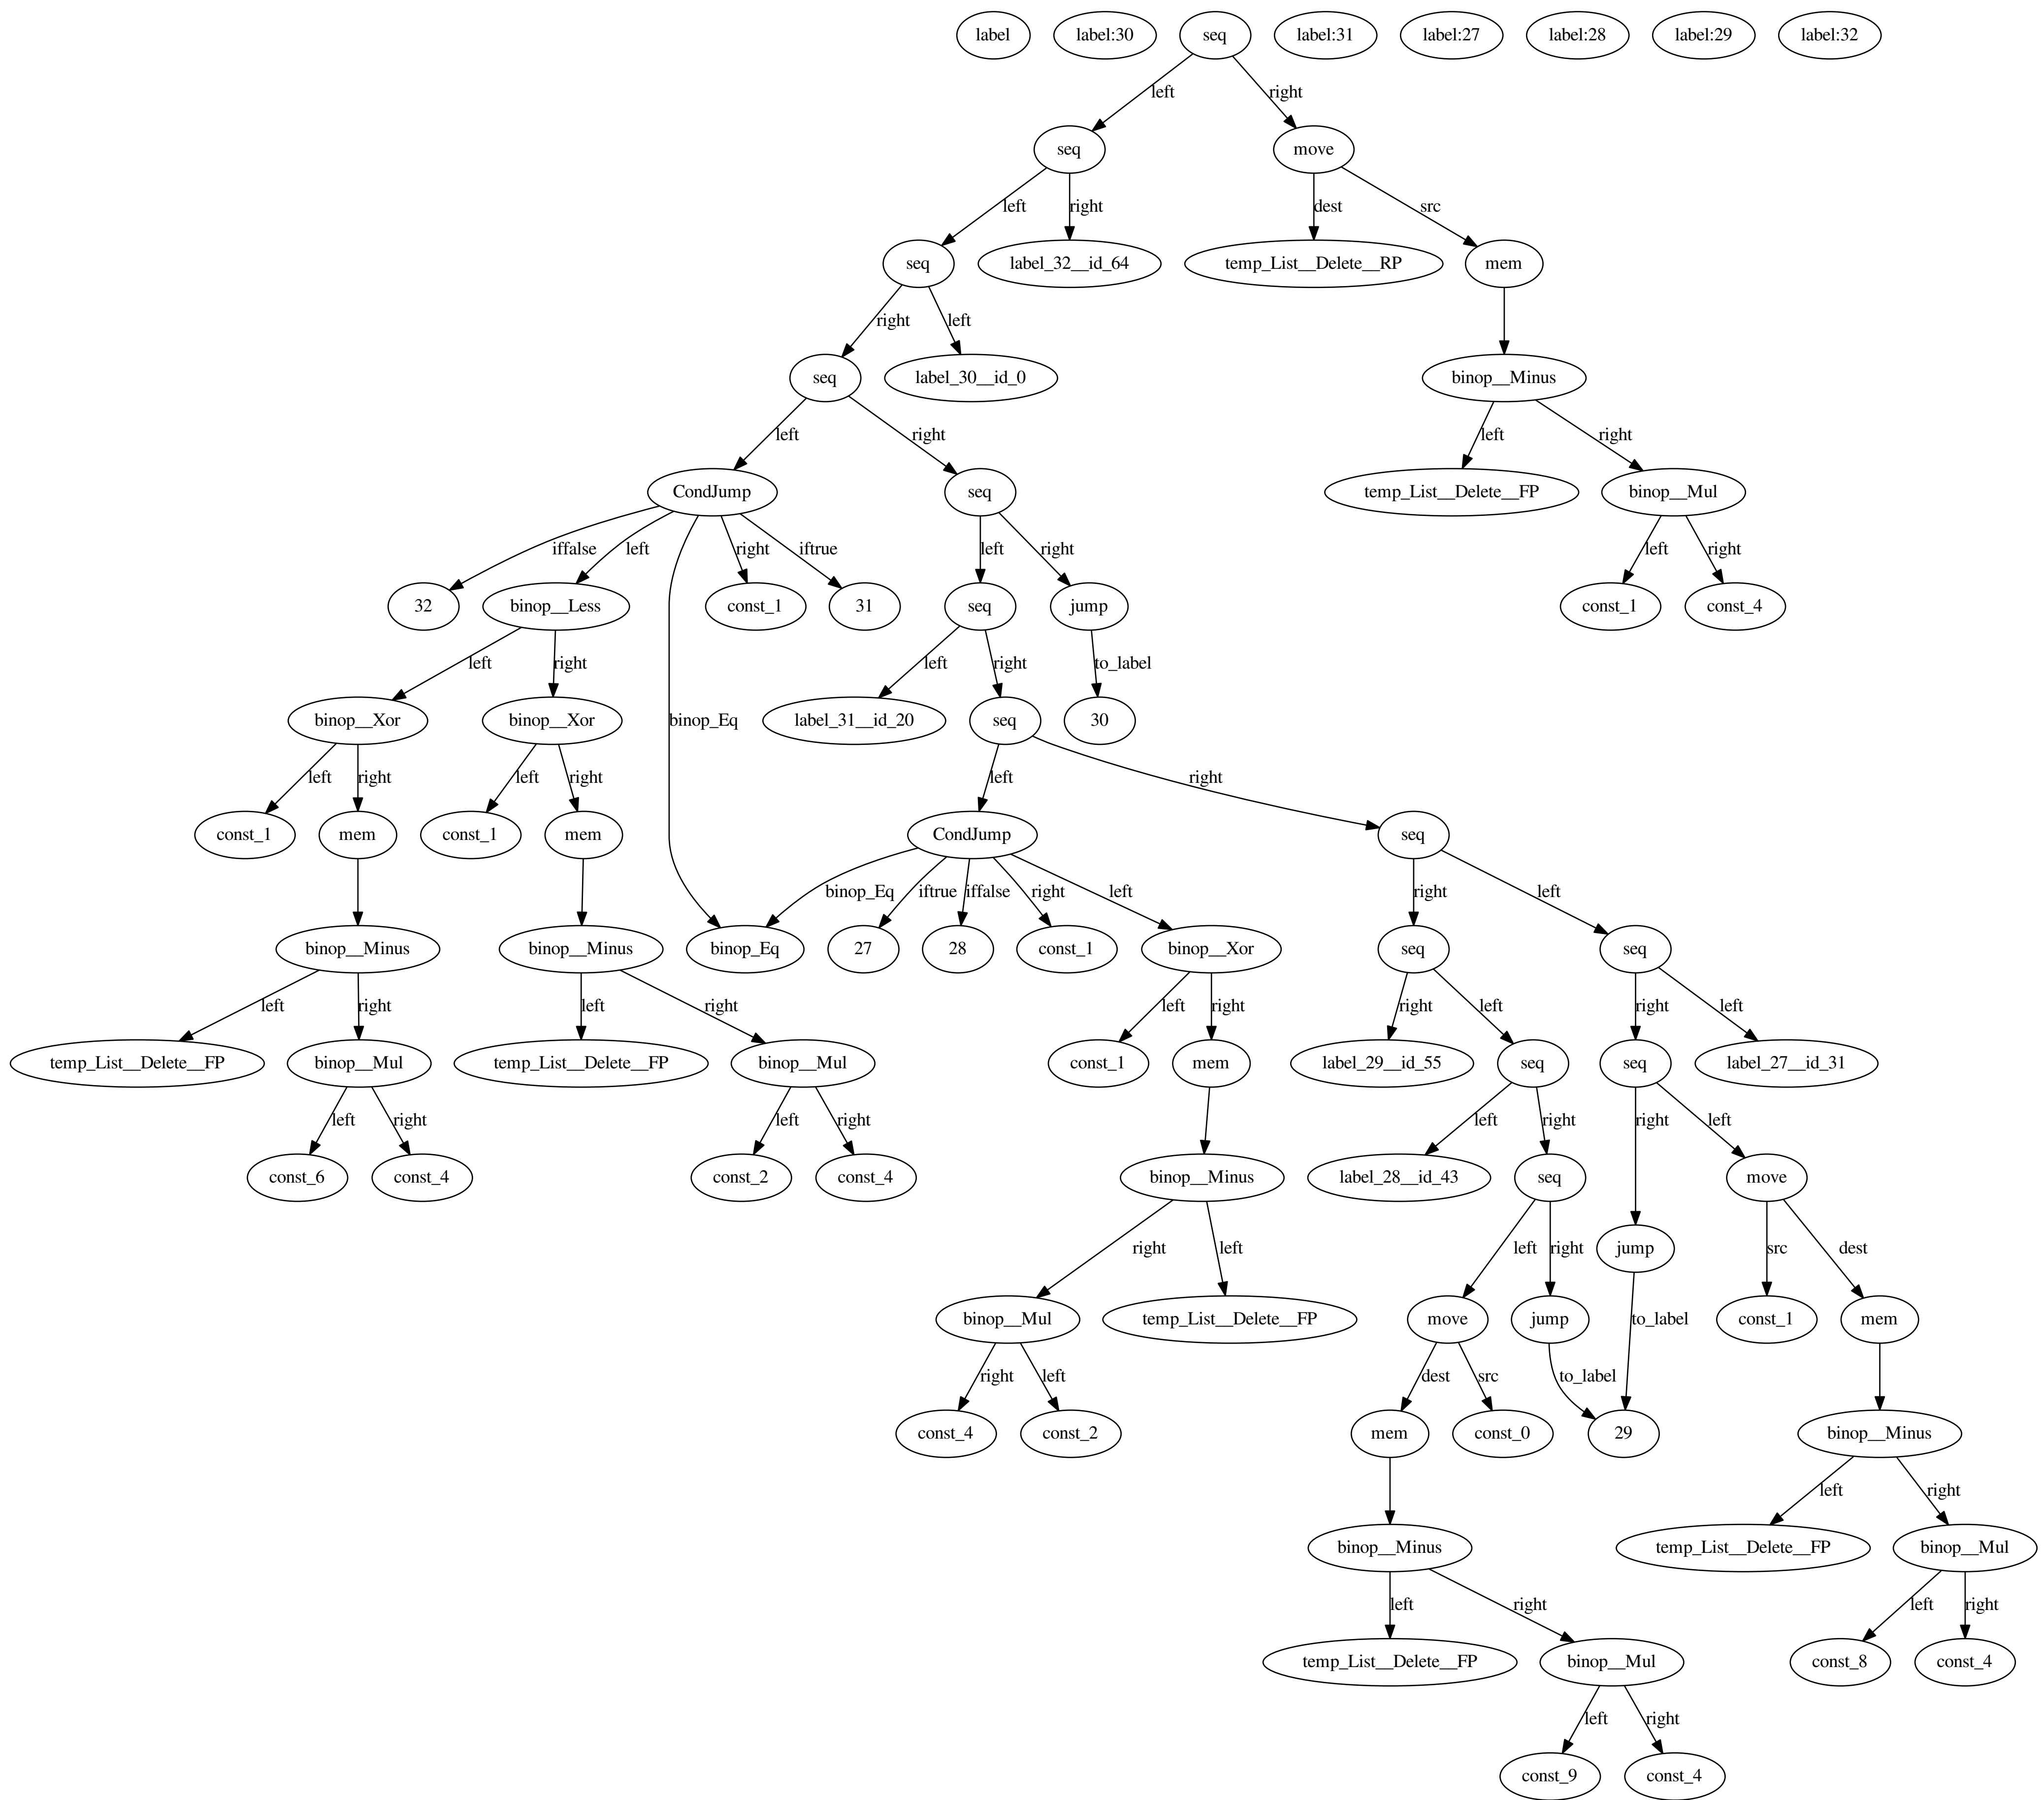 label label:30 seq label:31 label:27 label:28 label:29 label:32
left right
seq move
left right dest src
seq label_32__id_64 temp_List__Delete__RP mem
right left
seq label_30__id_0 binop__Minus
left right left right
CondJump seq temp_List__Delete__FP binop__Mul
iffalse left right iftrue left right left right
32 binop__Less const_1 31 seq jump const_1 const_4
left right left right to_label
binop__Xor binop__Xor binop_Eq label_31__id_20 seq 30
left right left right left right
const_1 mem const_1 mem CondJump seq
binop_Eq iftrue iffalse right left right left
binop__Minus binop__Minus binop_Eq 27 28 const_1 binop__Xor seq seq
left right left right left right right left right left
temp_List__Delete__FP binop__Mul temp_List__Delete__FP binop__Mul const_1 mem label_29__id_55 seq seq label_27__id_31
left right left right left right right left
const_6 const_4 const_2 const_4 binop__Minus label_28__id_43 seq move
right left left right jump src dest
binop__Mul temp_List__Delete__FP move jump to_label const_1 mem
right left dest src to_label
const_4 const_2 mem const_0 29 binop__Minus
left right
binop__Minus temp_List__Delete__FP binop__Mul
left right left right
temp_List__Delete__FP binop__Mul const_8 const_4
left right
const_9 const_4